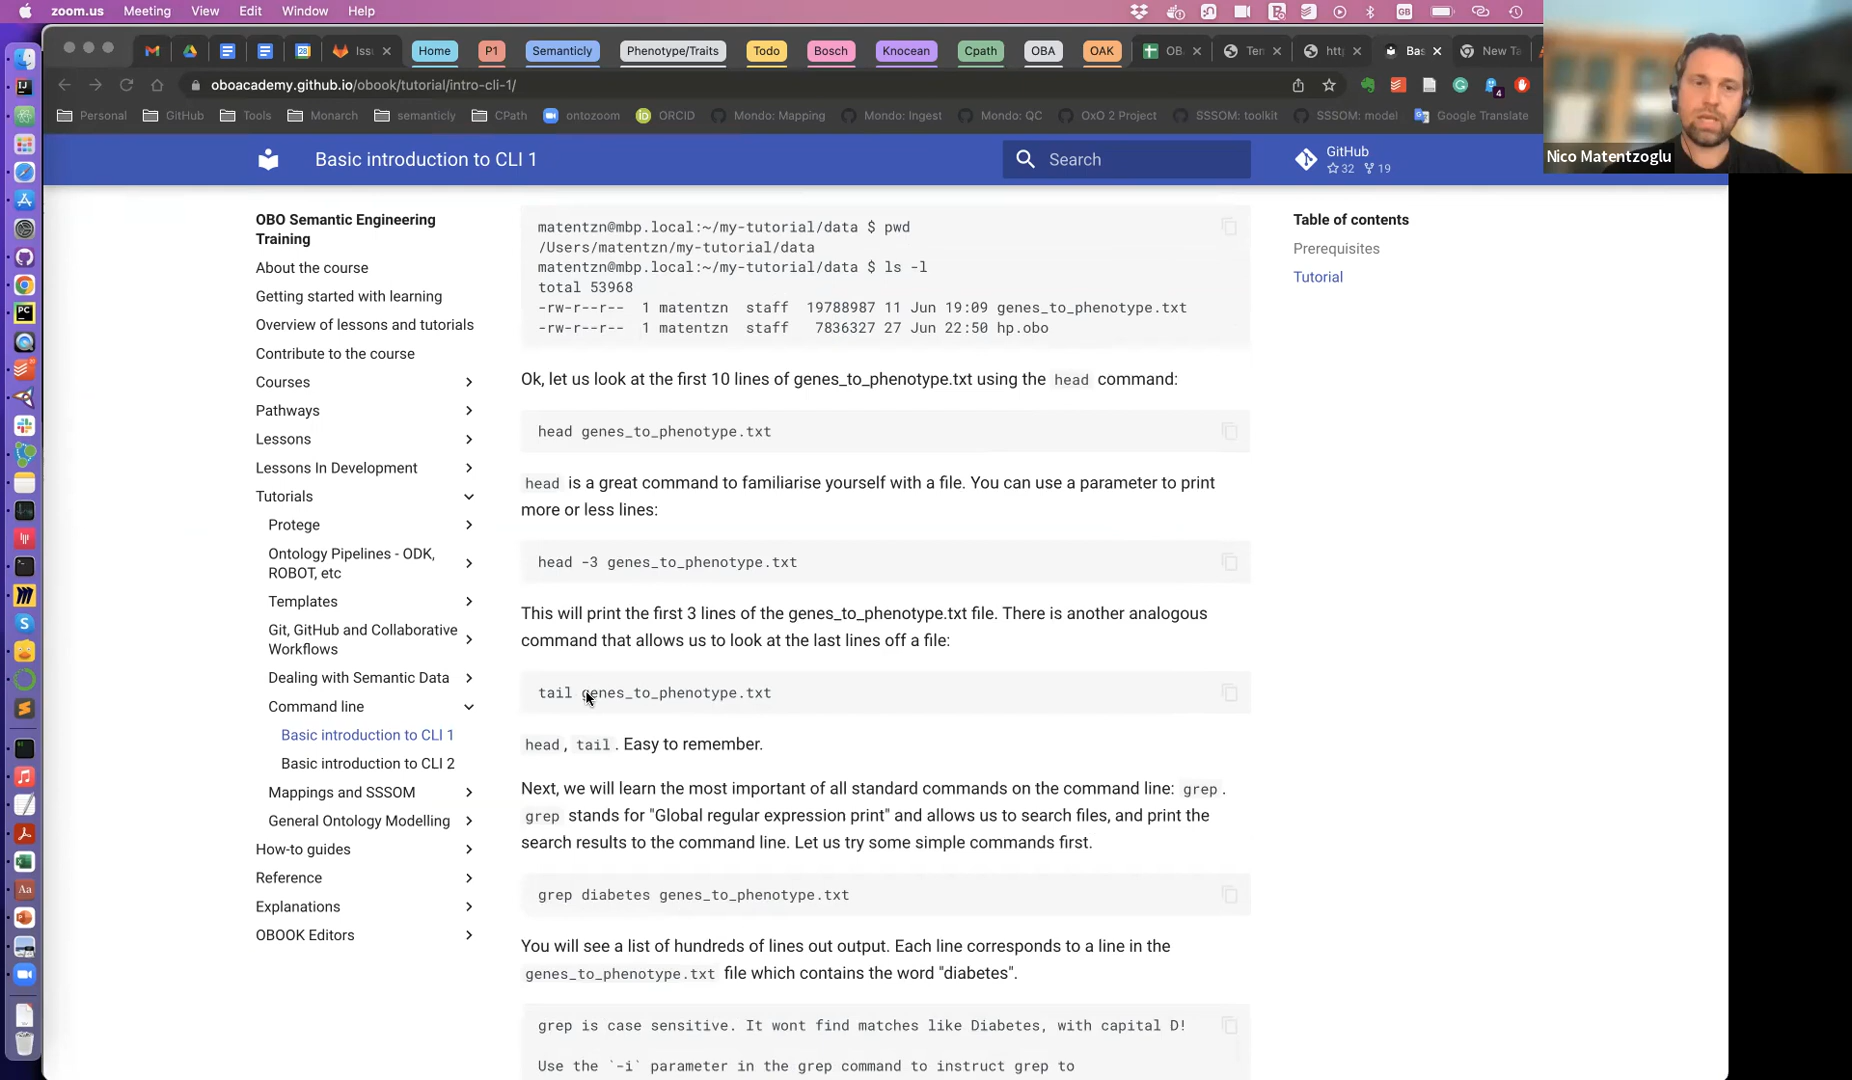 zoom.us Meeting View Edit Window Help
Iss Home P1 Semanticly Phenotype/Traits Todo Bosch Knocean Cpath OBA OAK OB Ter htt Bas New Ta
oboacademy.github.io/obook/tutorial/intro-cli-1/
Personal GitHub Tools Monarch semanticly CPath ontozoom ORCID Mondo: Mapping Mondo: Ingest Mondo: QC OxO 2 Project SSSOM: toolkit SSSOM: model Google Translate
Nico Matentzoglu
Basic introduction to CLI 1
Search
GitHub
32 19
OBO Semantic Engineering
Training
About the course
Getting started with learning
Overview of lessons and tutorials
Contribute to the course
Courses
Pathways
Lessons
Lessons In Development
Tutorials
Protege
Ontology Pipelines - ODK,
ROBOT, etc
Templates
Git, GitHub and Collaborative
Workflows
Dealing with Semantic Data
Command line
Basic introduction to CLI 1
Basic introduction to CLI 2
Mappings and SSSOM
General Ontology Modelling
How-to guides
Reference
Explanations
OBOOK Editors
matentzn@mbp.local:~/my-tutorial/data $ pwd
/Users/matentzn/my-tutorial/data
matentzn@mbp.local:~/my-tutorial/data $ ls -l
total 53968
-rw-r--r-- 1 matentzn staff 19788987 11 Jun 19:09 genes_to_phenotype.txt
-rw-r--r-- 1 matentzn staff 7836327 27 Jun 22:50 hp.obo
Ok, let us look at the first 10 lines of genes_to_phenotype.txt using the head command:
head genes_to_phenotype.txt
head is a great command to familiarise yourself with a file. You can use a parameter to print
more or less lines:
head -3 genes_to_phenotype.txt
This will print the first 3 lines of the genes_to_phenotype.txt file. There is another analogous
command that allows us to look at the last lines off a file:
tail genes_to_phenotype.txt
head, tail. Easy to remember.
Next, we will learn the most important of all standard commands on the command line: grep.
grep stands for "Global regular expression print" and allows us to search files, and print the
search results to the command line. Let us try some simple commands first.
grep diabetes genes_to_phenotype.txt
You will see a list of hundreds of lines out output. Each line corresponds to a line in the
genes_to_phenotype.txt file which contains the word "diabetes".
grep is case sensitive. It wont find matches like Diabetes, with capital D!
Use the `-i` parameter in the grep command to instruct grep to
Table of contents
Prerequisites
Tutorial